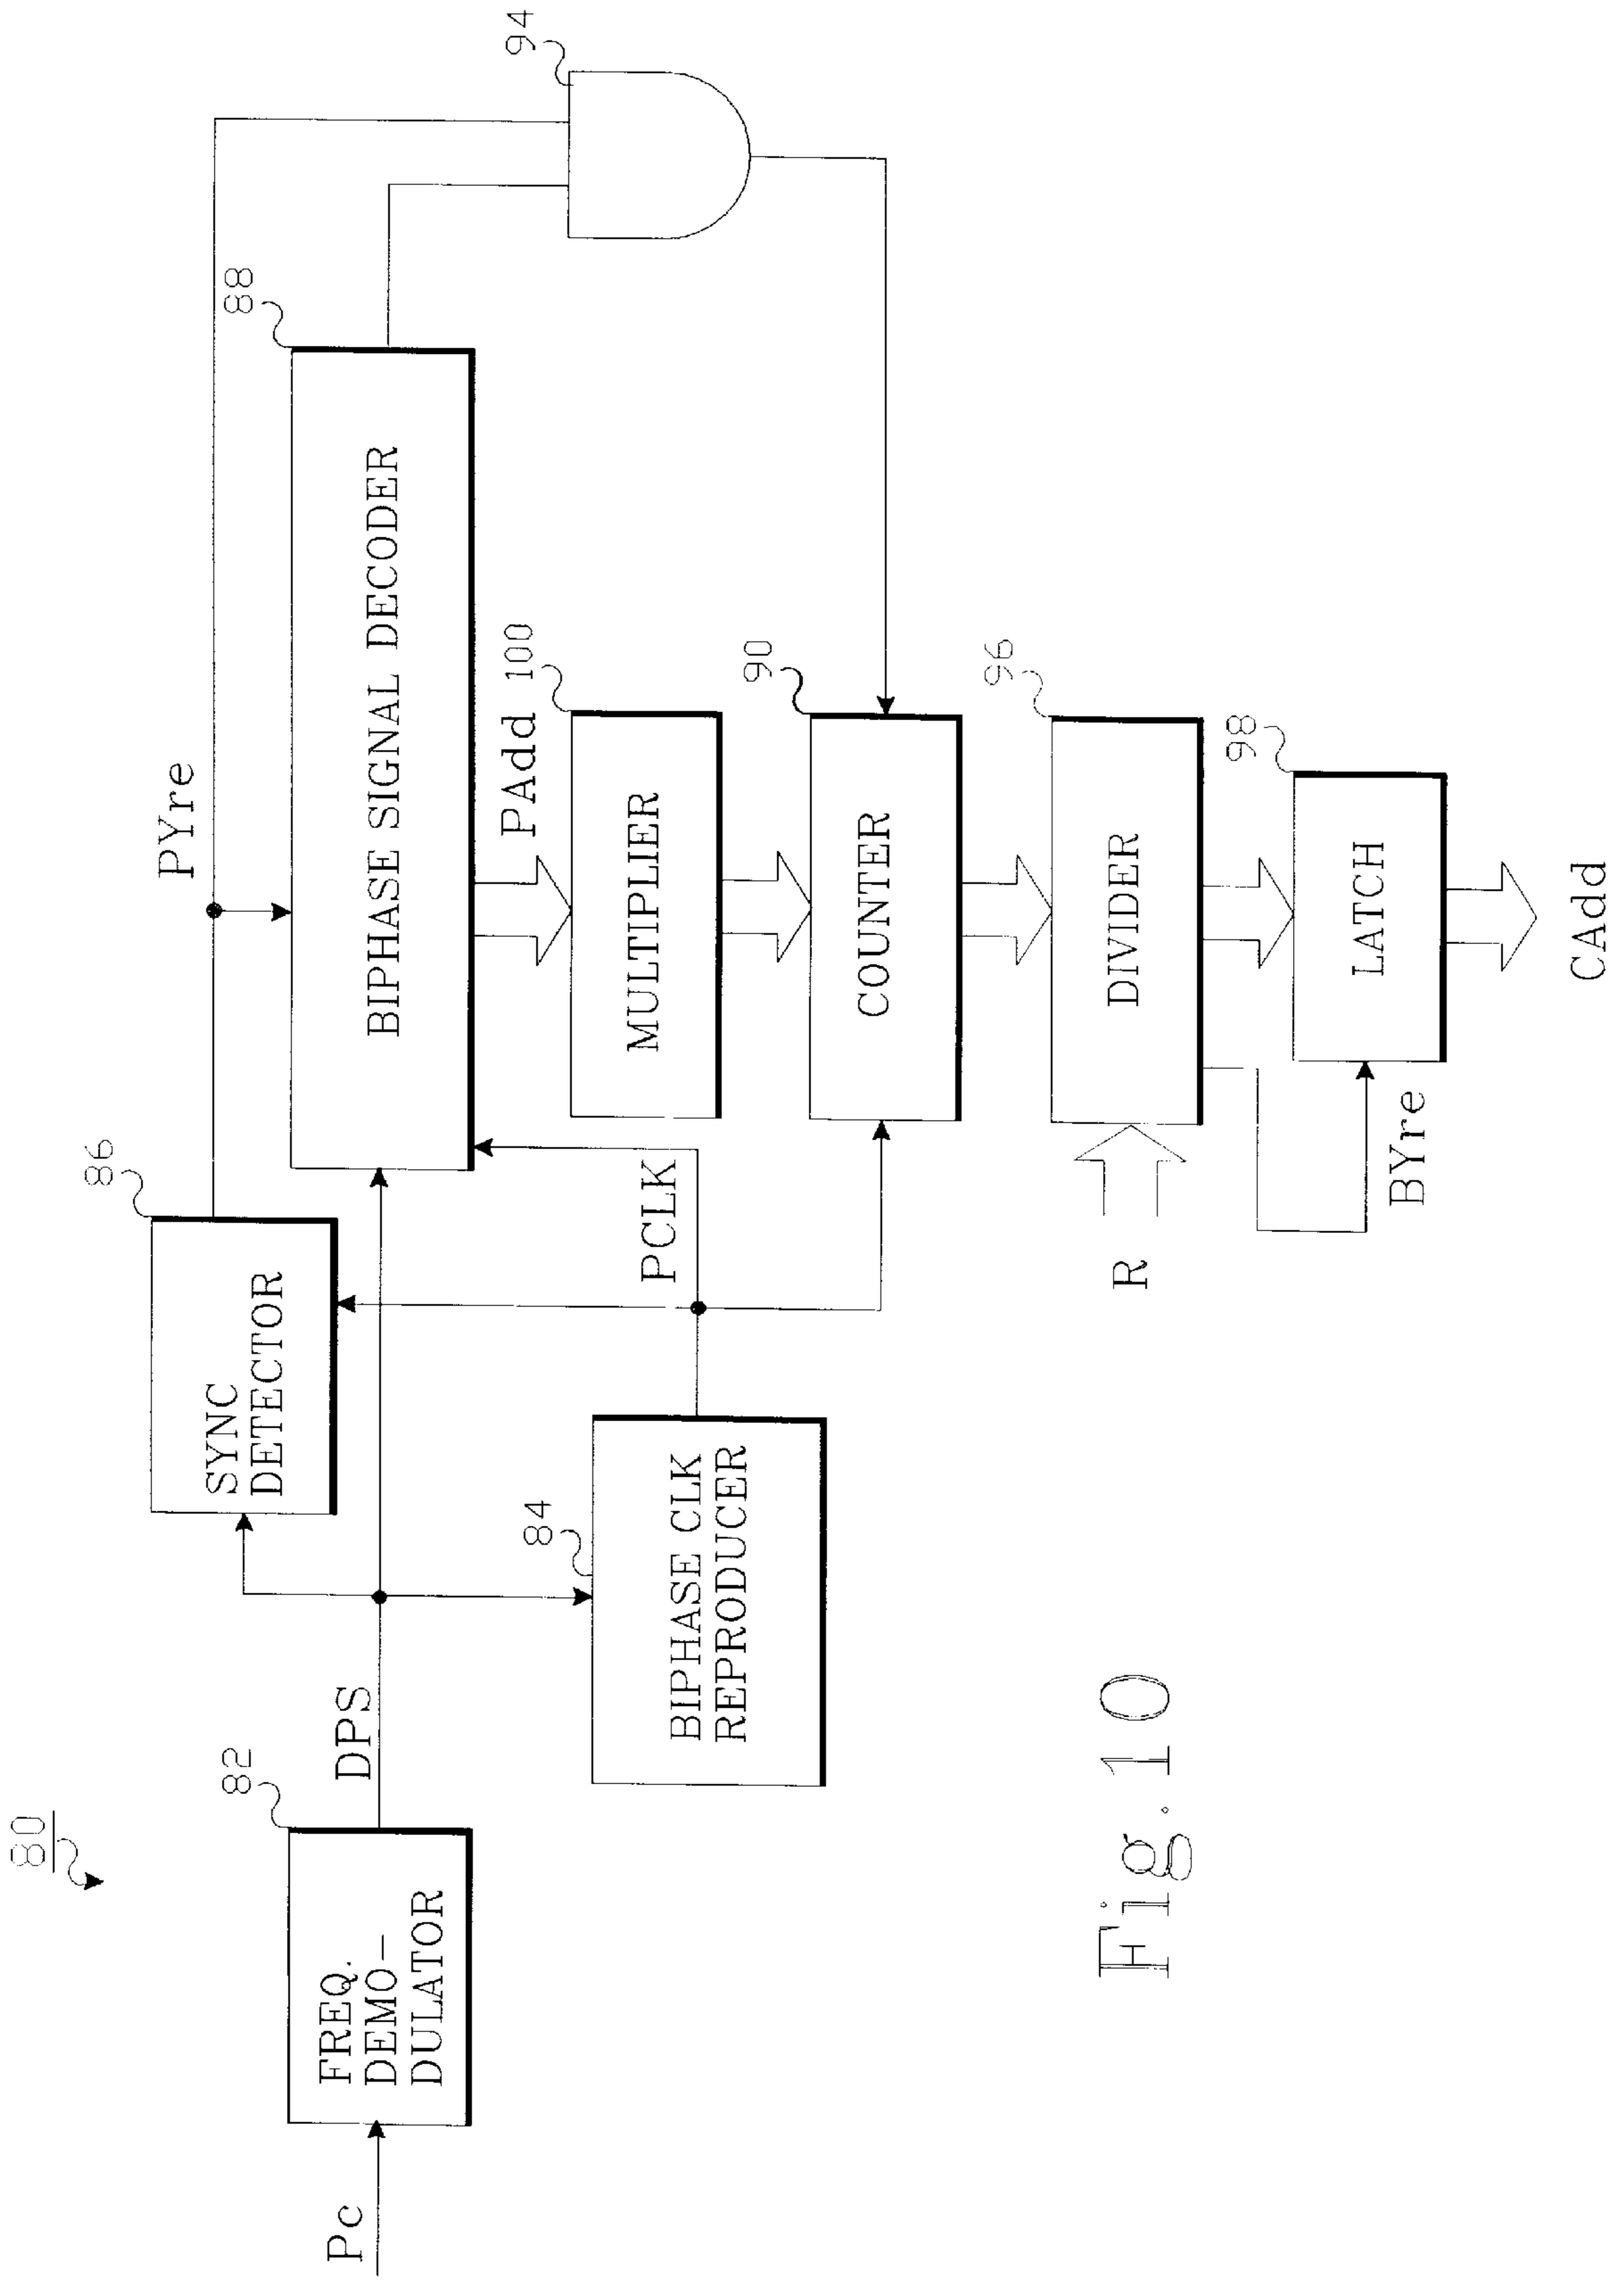 80
Pc
FREQ.
DEMO-
DULATOR
82
DPS
SYNC
DETECTOR
86
BIPHASE CLK
REPRODUCER
84
PCLK
PYre
BIPHASE SIGNAL DECODER
88
94
PAdd
MULTIPLIER
100
COUNTER
90
R
DIVIDER
96
BYre
LATCH
98
CAdd
Fig.10